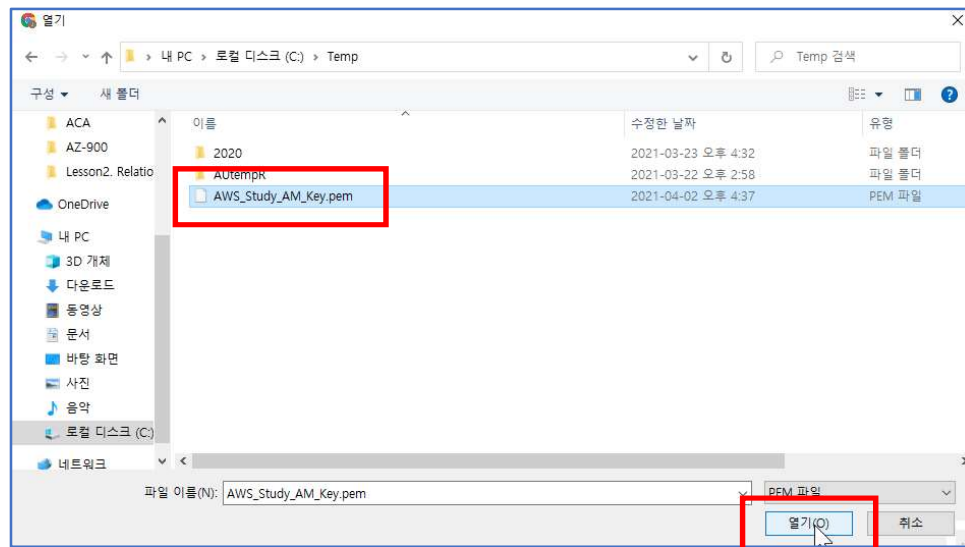 열기
내 PC > 로컬 디스크 (C:) > Temp
Temp 검색
구성
새 폴더
이름
수정한 날짜
유형
2020
2021-03-23 오후 4:32
파일 폴더
AUtempR
2021-03-22 오후 2:58
파일 폴더
AWS_Study_AM_Key.pem
2021-04-02 오후 4:37
PEM 파일
ACA
AZ-900
Lesson2. Relatio
OneDrive
내 PC
3D 개체
다운로드
동영상
문서
바탕 화면
사진
음악
로컬 디스크 (C:)
네트워크
파일 이름(N): AWS_Study_AM_Key.pem
PEM 파일
열기(O)
취소